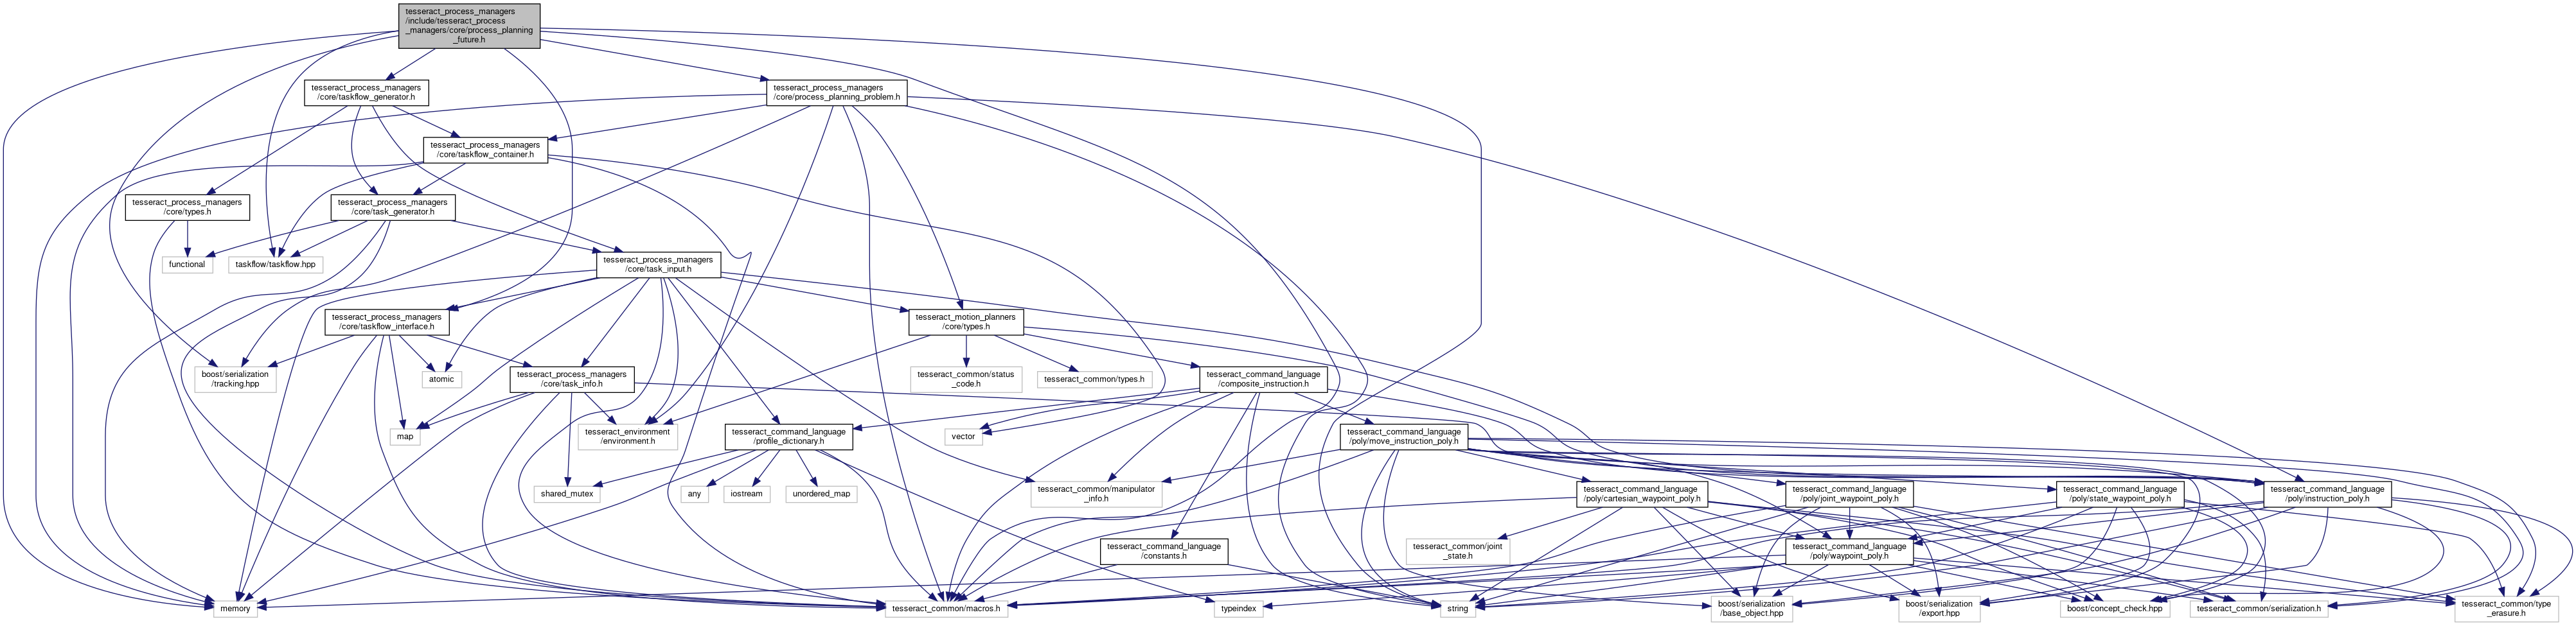 tesseract_process_managers
/include/tesseract_process
_managers/core/process_planning
_future.h
tesseract_process_managers
/core/taskflow_generator.h
tesseract_process_managers
/core/process_planning_problem.h
tesseract_process_managers
/core/taskflow_container.h
tesseract_process_managers
/core/types.h
tesseract_process_managers
/core/task_generator.h
functional
taskflow/taskflow.hpp
tesseract_process_managers
/core/task_input.h
tesseract_process_managers
/core/taskflow_interface.h
tesseract_motion_planners
/core/types.h
boost/serialization
/tracking.hpp
atomic
tesseract_process_managers
/core/task_info.h
tesseract_common/status
_code.h
tesseract_common/types.h
tesseract_command_language
/composite_instruction.h
map
tesseract_environment
/environment.h
tesseract_command_language
/profile_dictionary.h
vector
tesseract_command_language
/poly/move_instruction_poly.h
shared_mutex
any
iostream
unordered_map
tesseract_common/manipulator
_info.h
tesseract_command_language
/poly/cartesian_waypoint_poly.h
tesseract_command_language
/poly/joint_waypoint_poly.h
tesseract_command_language
/poly/state_waypoint_poly.h
tesseract_command_language
/poly/instruction_poly.h
tesseract_command_language
/constants.h
tesseract_common/joint
_state.h
tesseract_command_language
/poly/waypoint_poly.h
memory
tesseract_common/macros.h
typeindex
string
boost/serialization
/base_object.hpp
boost/serialization
/export.hpp
boost/concept_check.hpp
tesseract_common/serialization.h
tesseract_common/type
_erasure.h